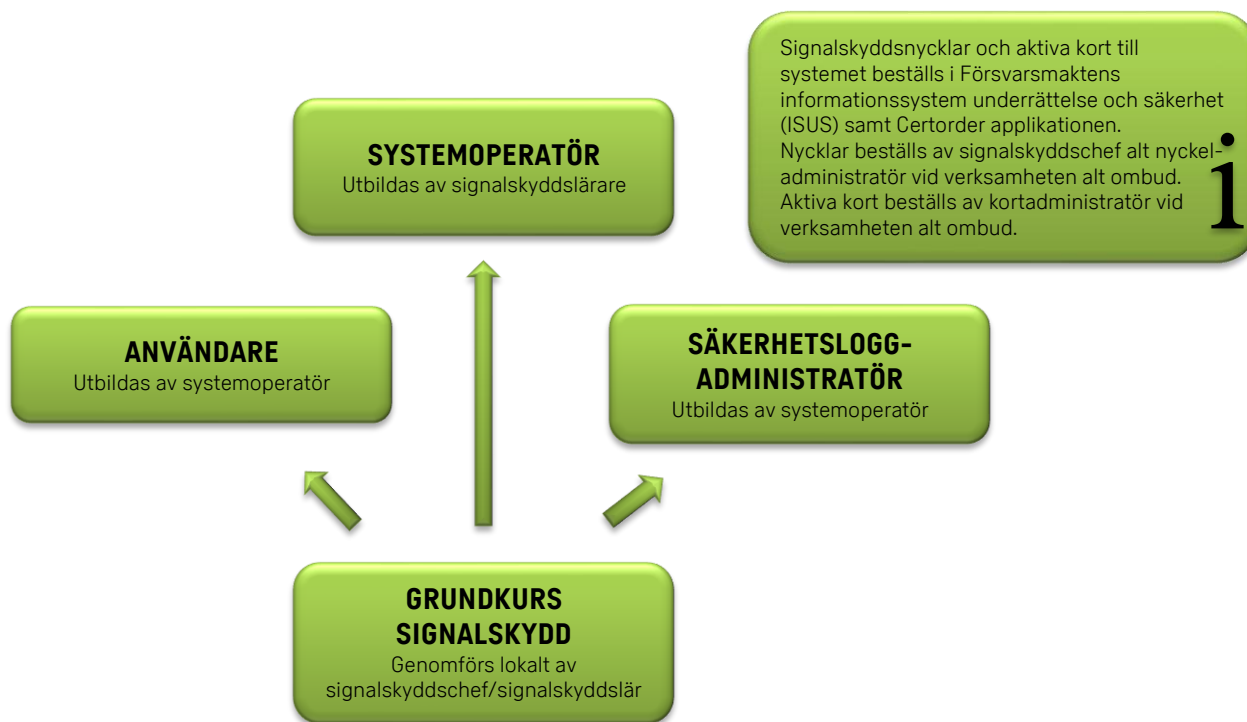 Signalskyddsnycklar och aktiva kort till
systemet beställs i Försvarsmaktens
informationssystem underrättelse och säkerhet
(ISUS) samt Certorder applikationen.
Nycklar beställs av signalskyddschef alt nyckel-
administratör vid verksamheten alt ombud.
Aktiva kort beställs av kortadministratör vid
verksamheten alt ombud.
i
SYSTEMOPERATÖR
Utbildas av signalskyddslärare
ANVÄNDARE
Utbildas av systemoperatör
SÄKERHETSLOGG-
ADMINISTRATÖR
Utbildas av systemoperatör
GRUNDKURS
SIGNALSKYDD
Genomförs lokalt av
signalskyddschef/signalskyddslär